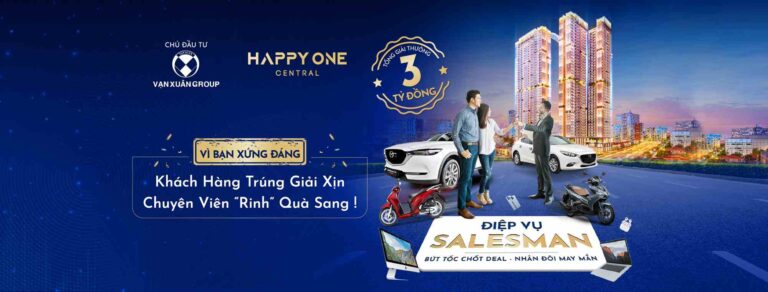 CHỦ ĐẦU TƯ
VẠN XUÂN GROUP
HAPPY ONE
CENTRAL
TỔNG GIẢI THƯỞNG
3
TỶ ĐỒNG
VÌ BẠN XỨNG ĐÁNG
Khách Hàng Trúng Giải Xịn
Chuyên Viên "Rinh" Quà Sang !
ĐIỆP VỤ
SALESMAN
BỨT TỐC CHỐT DEAL - NHÂN ĐÔI MAY MẮN